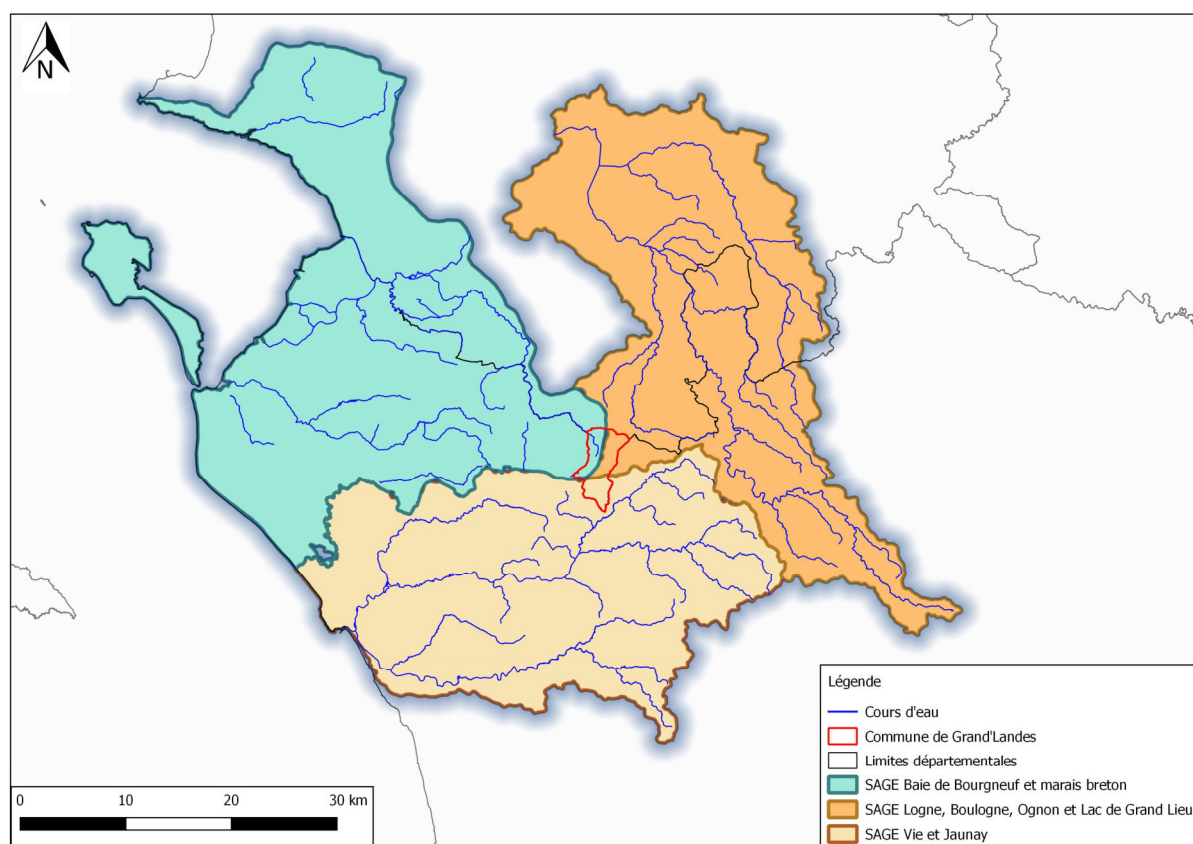 N
Légende
Cours d'eau
Commune de Grand'Landes
Limites départementales
SAGE Baie de Bourgneuf et marais breton
SAGE Logne, Boulogne, Ognon et Lac de Grand Lieu
SAGE Vie et Jaunay
0 10 20 30 km